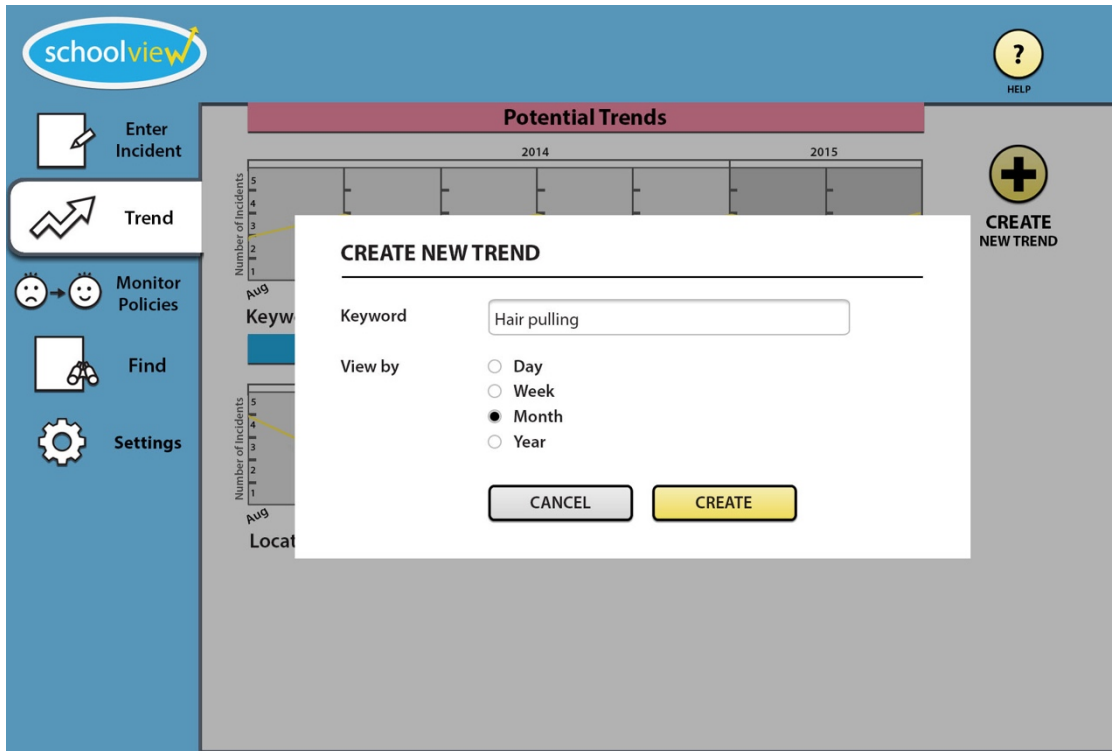 schoolview
?
HELP
Enter
Incident
Trend
Monitor
Policies
Find
Settings
Potential Trends
2014 2015
Number of Incidents
5
4
3
2
1
Aug
Keyw
CREATE
NEW TREND
CREATE NEW TREND
Keyword Hair pulling
View by
Day
Week
Month
Year
CANCEL CREATE
Number of Incidents
5
4
3
2
1
Aug
Locat